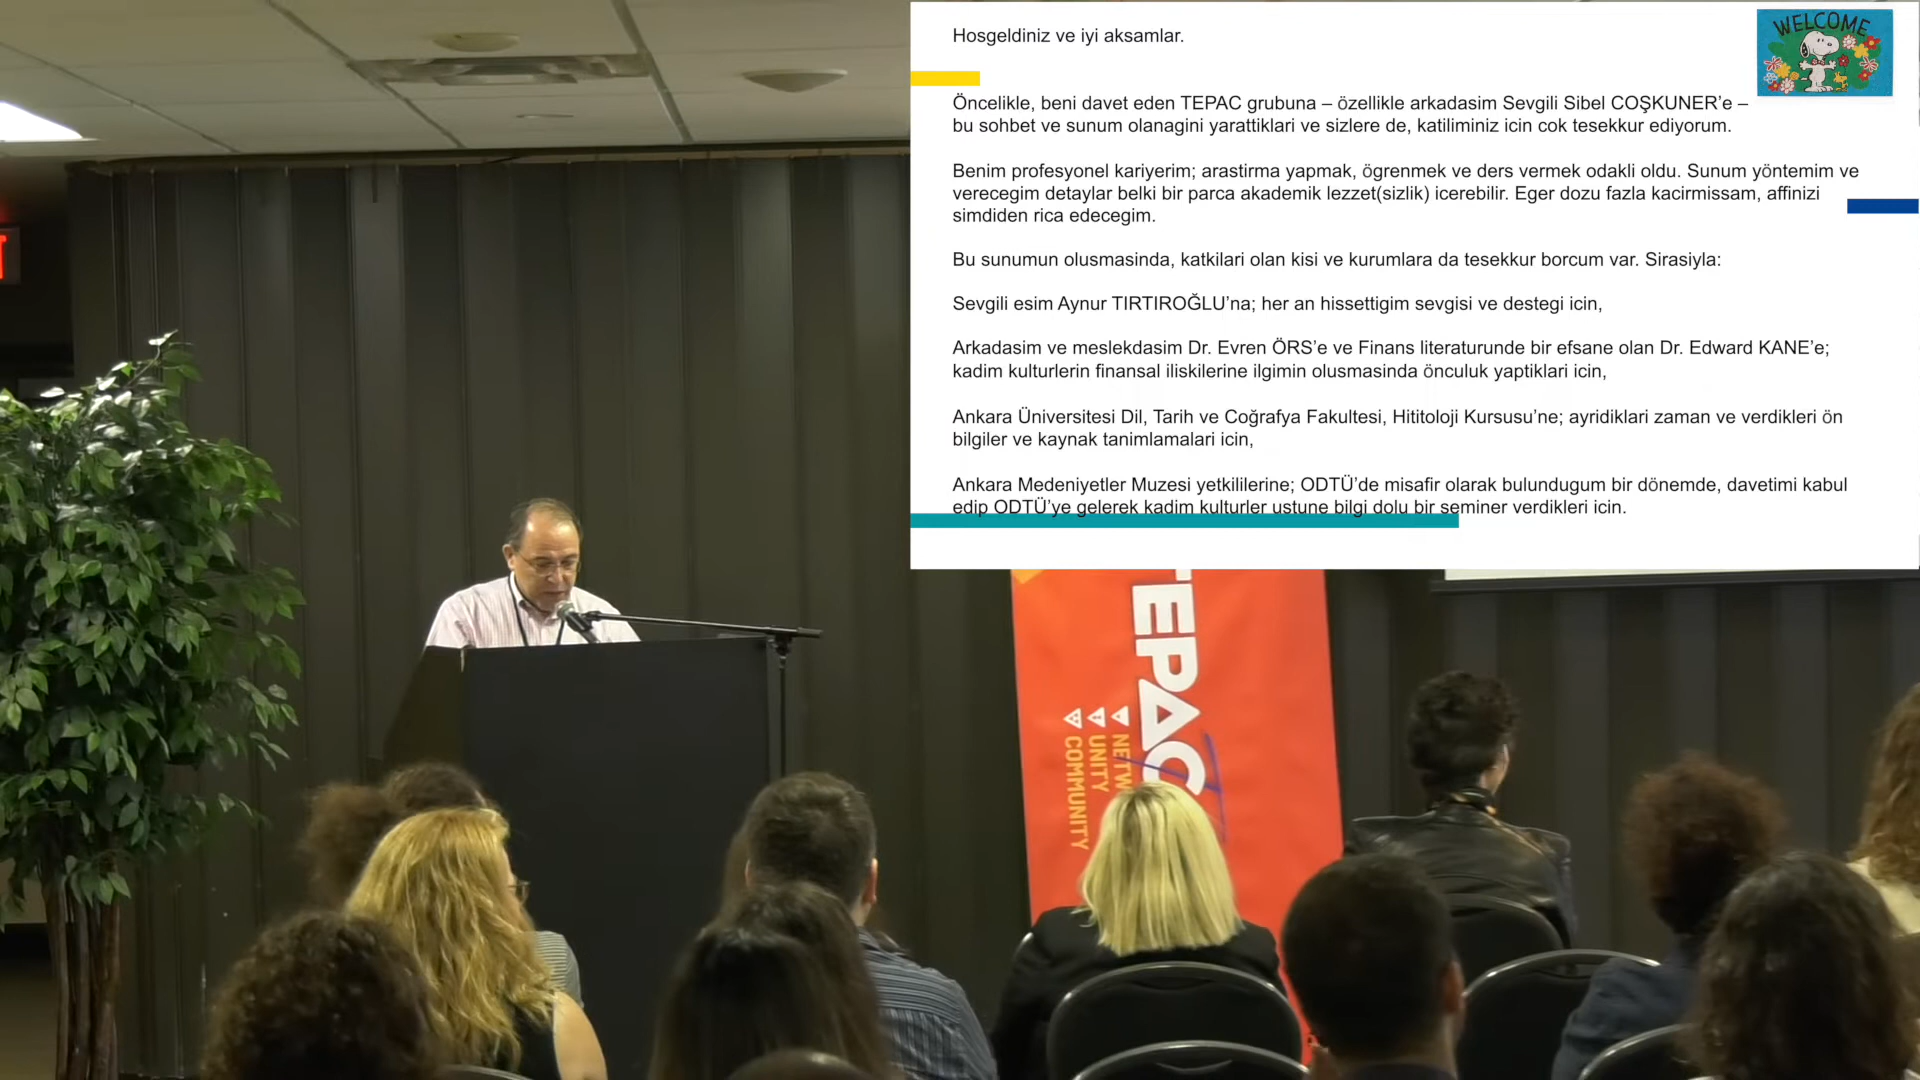 Hosgeldiniz ve iyi aksamlar.
WELCOME
Öncelikle, beni davet eden TEPAC grubuna – özellikle arkadasim Sevgili Sibel COŞKUNER’e –
bu sohbet ve sunum olanagini yarattiklari ve sizlere de, katiliminiz icin cok tesekkur ediyorum.
Benim profesyonel kariyerim; arastirma yapmak, ögrenmek ve ders vermek odakli oldu. Sunum yöntemim ve
verecegim detaylar belki bir parca akademik lezzet(sizlik) icerebilir. Eger dozu fazla kacirmissam, affinizi
simdiden rica edecegim.
Bu sunumun olusmasinda, katkilari olan kisi ve kurumlara da tesekkur borcum var. Sirasiyla:
Sevgili esim Aynur TIRTIROĞLU’na; her an hissettigim sevgisi ve destegi icin,
Arkadasim ve meslekdasim Dr. Evren ÖRS’e ve Finans literaturunde bir efsane olan Dr. Edward KANE’e;
kadim kulturlerin finansal iliskilerine ilgimin olusmasinda önculuk yaptiklari icin,
Ankara Üniversitesi Dil, Tarih ve Coğrafya Fakultesi, Hititoloji Kursusu’ne; ayridiklari zaman ve verdikleri ön
bilgiler ve kaynak tanimlamalari icin,
Ankara Medeniyetler Muzesi yetkililerine; ODTÜ’de misafir olarak bulundugum bir dönemde, davetimi kabul
edip ODTÜ’ye gelerek kadim kulturler ustune bilgi dolu bir seminer verdikleri icin.
TEPAC
UNITY
COMMUNITY